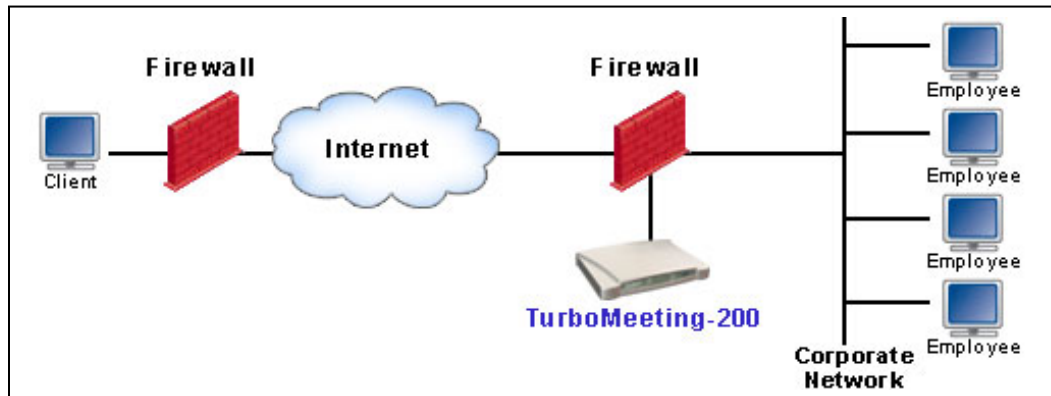 Firewall
Firewall
Internet
Client
TurboMeeting-200
Employee
Employee
Employee
Employee
Corporate
Network